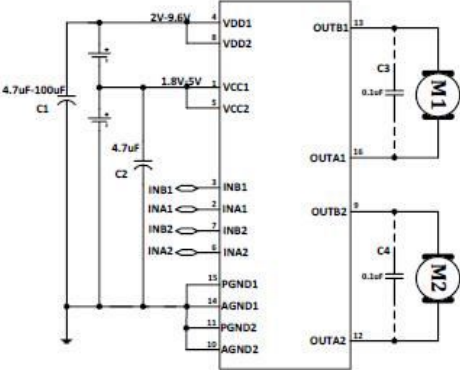 4
2V-9.6V
VDD1
8
VDD2
1
1.8V-5V
VCC1
5
VCC2
4.7uF-100uF
C1
4.7uF
C2
3
INB1
INB1
2
INA1
INA1
7
INB2
INB2
6
INA2
INA2
15
PGND1
14
AGND1
11
PGND2
10
AGND2
13
OUTB1
C3
0.1uF
M1
16
OUTA1
9
OUTB2
C4
0.1uF
M2
12
OUTA2